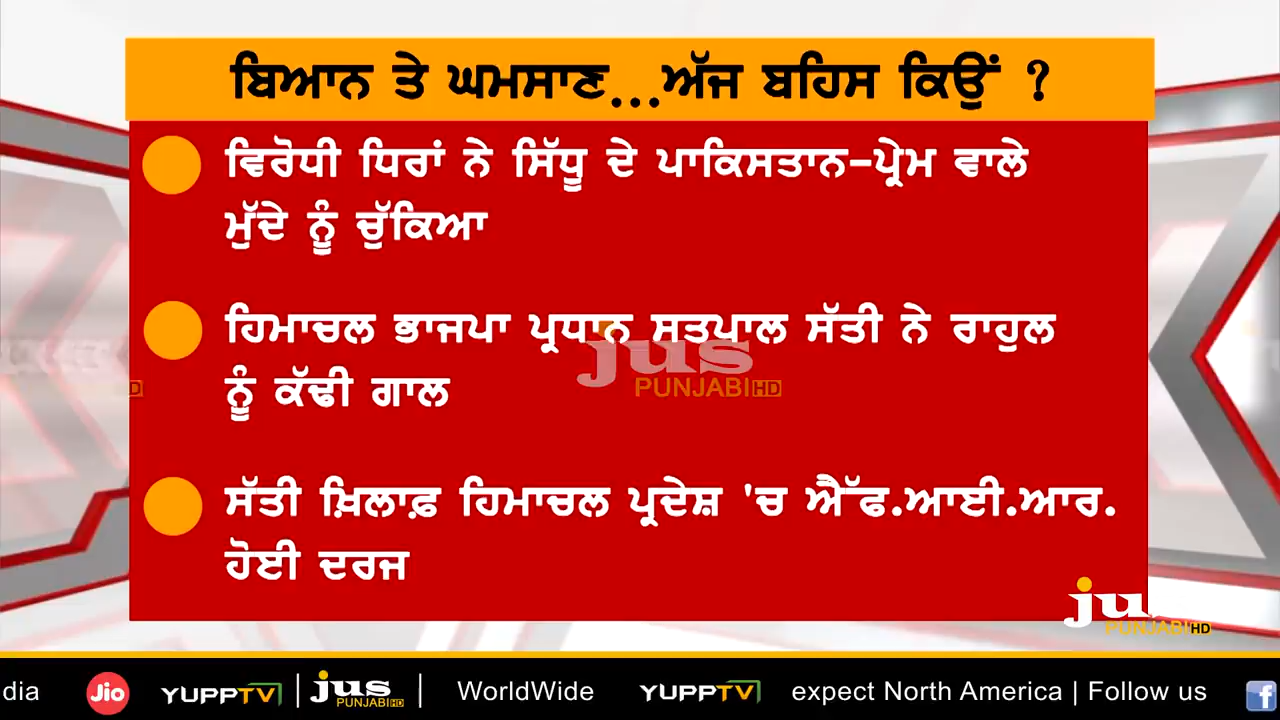 ਬਿਆਨ ਤੇ ਘਮਸਾਣ...ਅੱਜ ਬਹਿਸ ਕਿਉਂ ?
ਵਿਰੋਧੀ ਧਿਰਾਂ ਨੇ ਸਿੱਧੂ ਦੇ ਪਾਕਿਸਤਾਨ-ਪ੍ਰੇਮ ਵਾਲੇ
ਮੁੱਦੇ ਨੂੰ ਚੁੱਕਿਆ
ਹਿਮਾਚਲ ਭਾਜਪਾ ਪ੍ਰਧਾਨ ਸਤਪਾਲ ਸੱਤੀ ਨੇ ਰਾਹੁਲ
ਨੂੰ ਕੱਢੀ ਗਾਲ
jus
PUNJABI HD
ਸੱਤੀ ਖ਼ਿਲਾਫ਼ ਹਿਮਾਚਲ ਪ੍ਰਦੇਸ਼ 'ਚ ਐੱਫ.ਆਈ.ਆਰ.
ਹੋਈ ਦਰਜ
jus
PUNJABI HD
dia Jio YUPPTV | jus PUNJABI HD | WorldWide YUPPTV expect North America | Follow us f